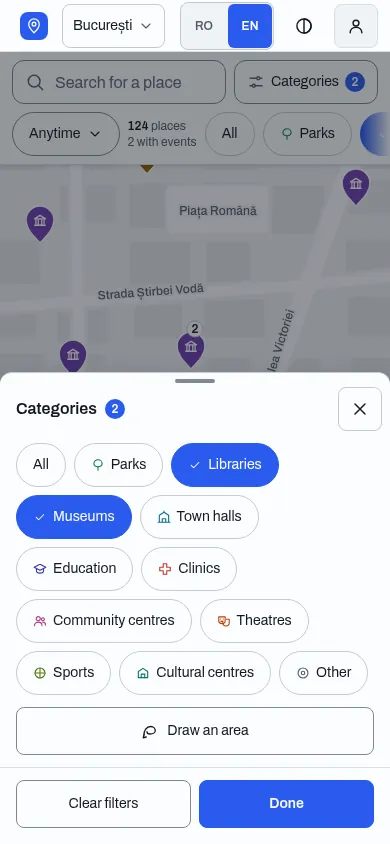 București
RO
EN
Search for a place
Categories 2
Anytime
124 places
2 with events
All
Parks
Piața Română
Strada Știrbei Vodă
2
lea Victoriei
Categories 2
All
Parks
Libraries
Museums
Town halls
Education
Clinics
Community centres
Theatres
Sports
Cultural centres
Other
Draw an area
Clear filters
Done